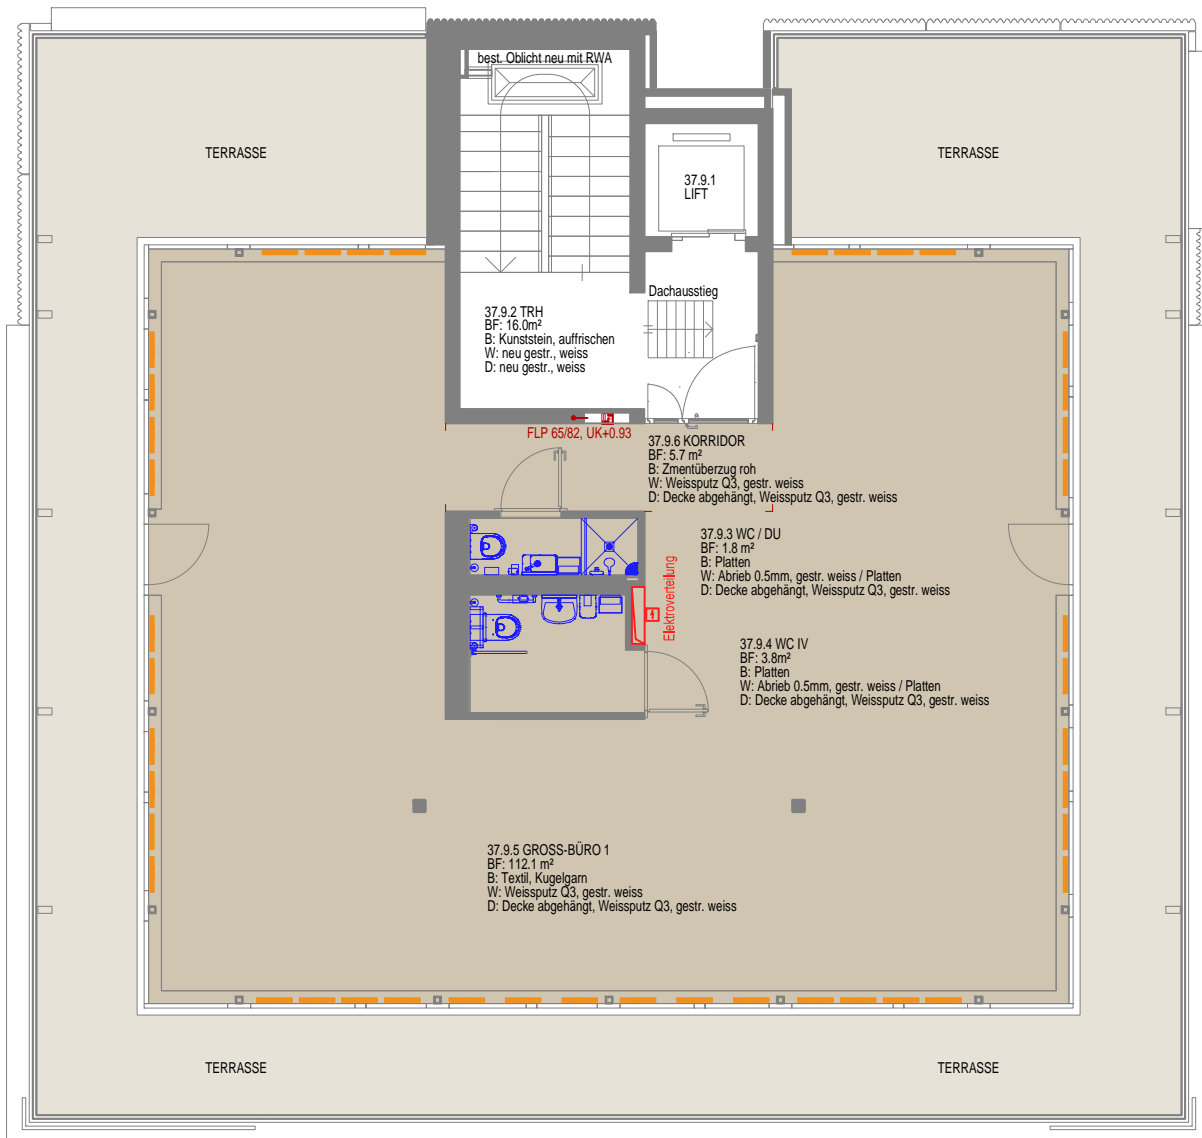 best. Oblicht neu mit RWA
TERRASSE
TERRASSE
37.9.1
LIFT
Dachausstieg
37.9.2 TRH
BF: 16.0m²
B: Kunststein, auffrischen
W: neu gestr., weiss
D: neu gestr., weiss
FLP 65/82, UK+0.93
37.9.6 KORRIDOR
BF: 5.7 m²
B: Zmentüberzug roh
W: Weissputz Q3, gestr. weiss
D: Decke abgehängt, Weissputz Q3, gestr. weiss
37.9.3 WC / DU
BF: 1.8 m²
B: Platten
W: Abrieb 0.5mm, gestr. weiss / Platten
D: Decke abgehängt, Weissputz Q3, gestr. weiss
Elektroverteilung
37.9.4 WC IV
BF: 3.8m²
B: Platten
W: Abrieb 0.5mm, gestr. weiss / Platten
D: Decke abgehängt, Weissputz Q3, gestr. weiss
37.9.5 GROSS-BÜRO 1
BF: 112.1 m²
B: Textil, Kugelgarn
W: Weissputz Q3, gestr. weiss
D: Decke abgehängt, Weissputz Q3, gestr. weiss
TERRASSE
TERRASSE